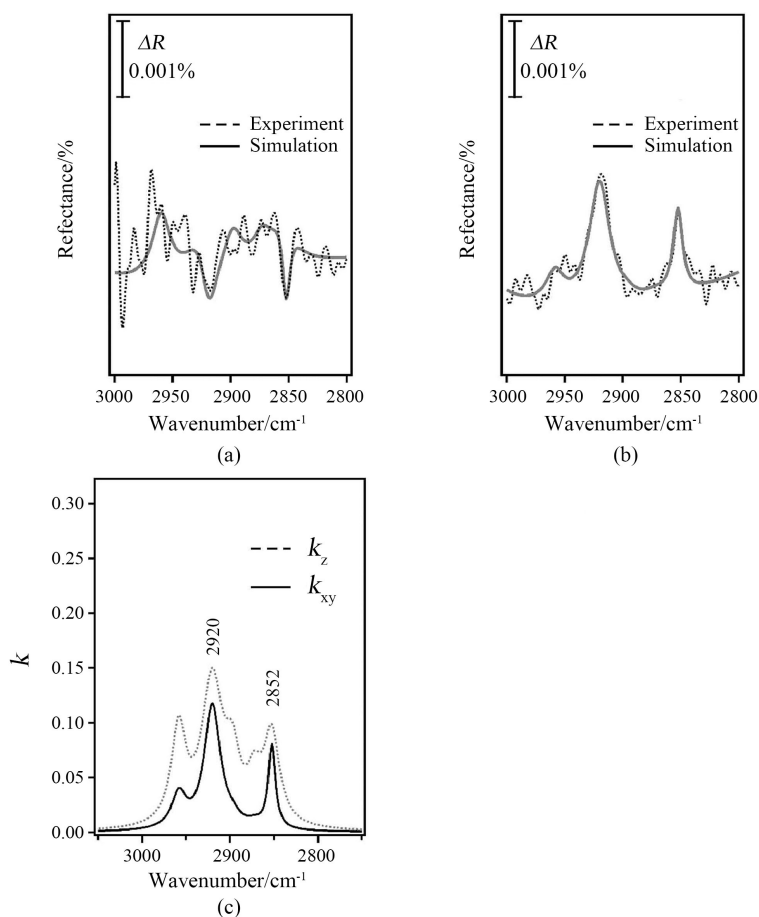 ΔR
0.001%
Experiment
Simulation
Refectance/%
3000 2950 2900 2850 2800
Wavenumber/cm-1
(a)
ΔR
0.001%
Experiment
Simulation
Refectance/%
3000 2950 2900 2850 2800
Wavenumber/cm-1
(b)
0.30
0.25
0.20
0.15
0.10
0.05
0.00
k
kz
kxy
2920
2852
3000 2900 2800
Wavenumber/cm-1
(c)